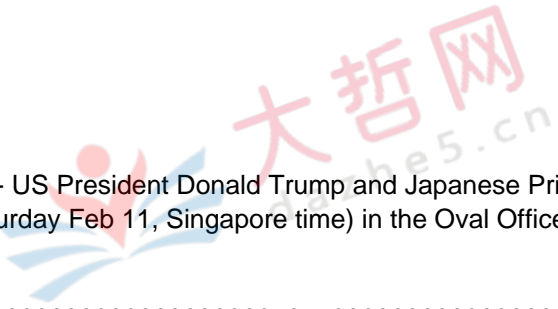 大哲网
dazhe5.cn
- US President Donald Trump and Japanese Pri
urday Feb 11, Singapore time) in the Oval Office